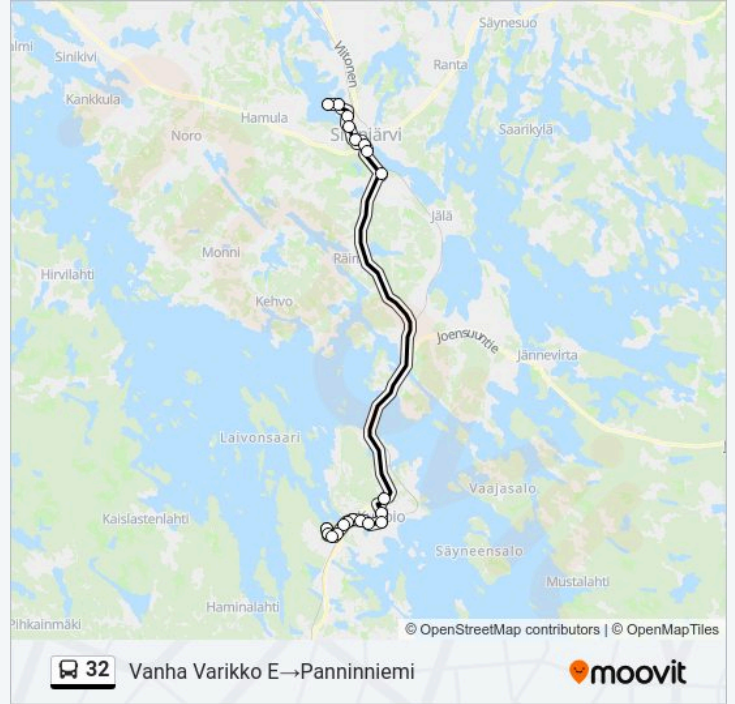 Säynesuo
Sinikivi
Viitonen
Ranta
Kankkula
Hamula
Noro
Saarikylä
Jälä
Monni
Hirvilahti
Kehvo
Joensuuntie
Jännevirta
Laivonsaari
Vaajasalo
Kaislastenlahti
Säyneensalo
Mustalahti
Haminalahti
Pihkainmäki
© OpenStreetMap contributors | © OpenMapTiles
32 Vanha Varikko E→Panninniemi
moovit